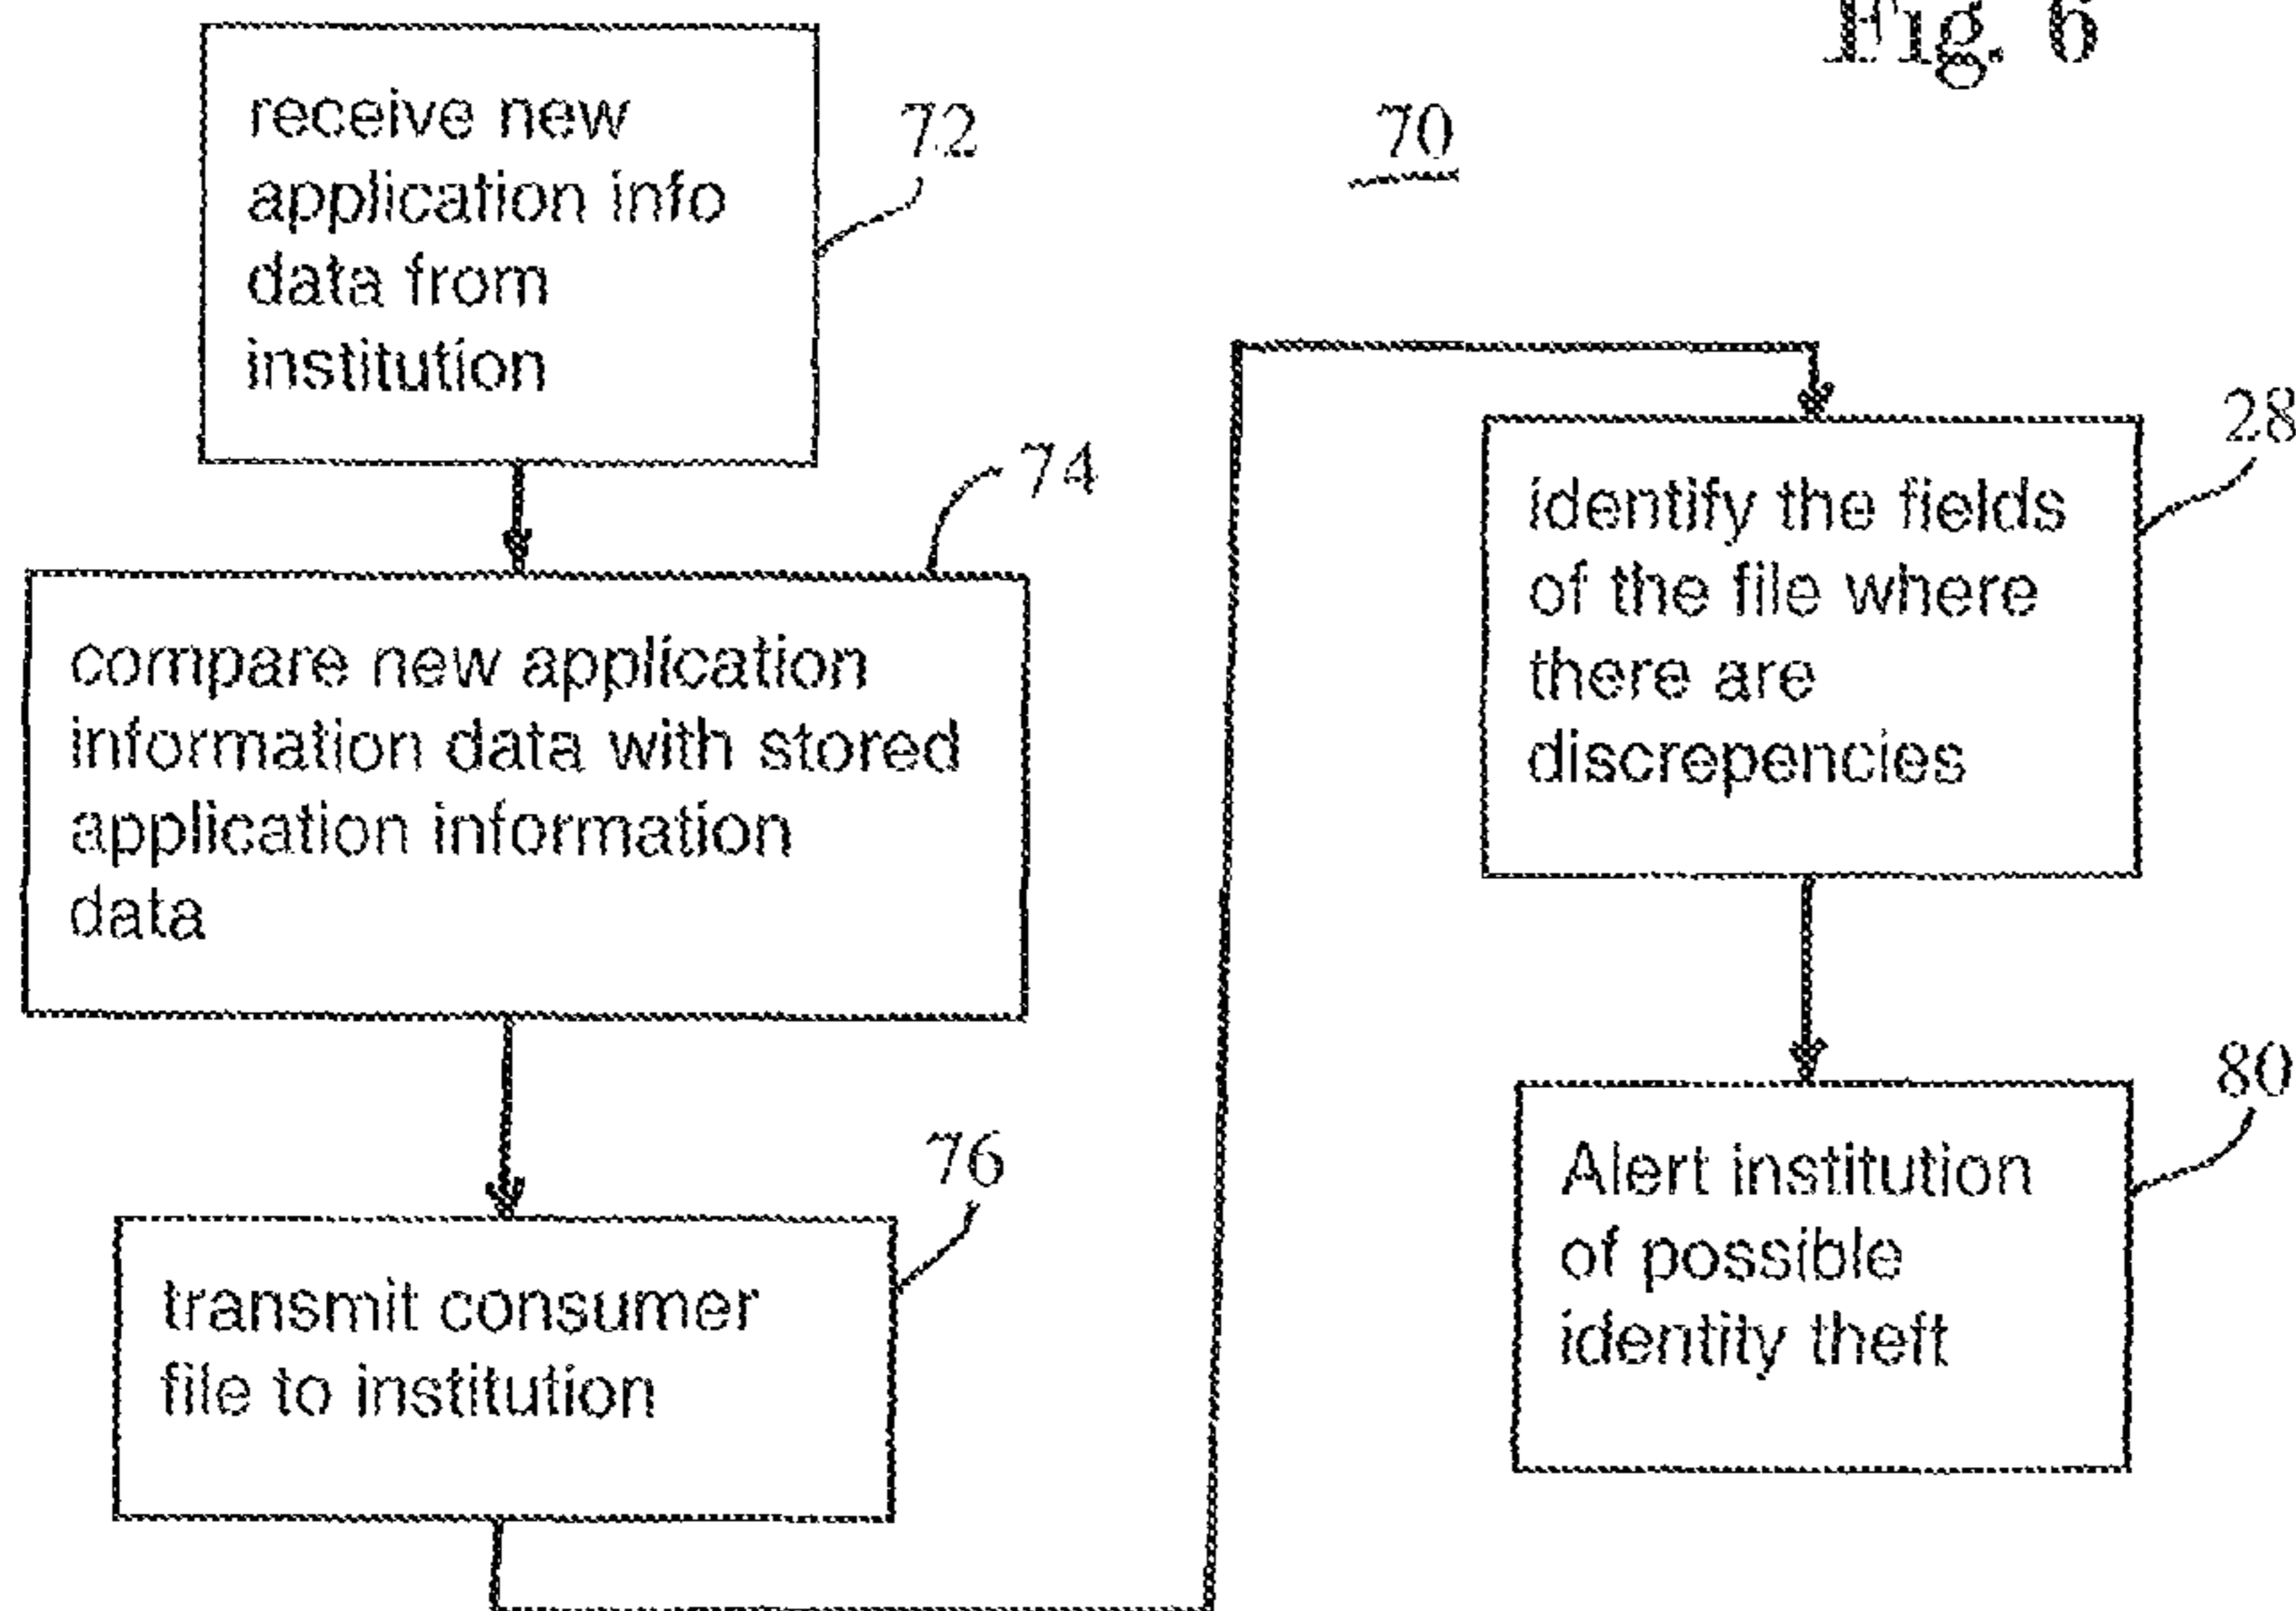 Fig. 6
70
72
receive new
application info
data from
institution
74
compare new application
information data with stored
application information
data
76
transmit consumer
file to institution
28
identify the fields
of the file where
there are
discrepencies
80
Alert institution
of possible
identity theft